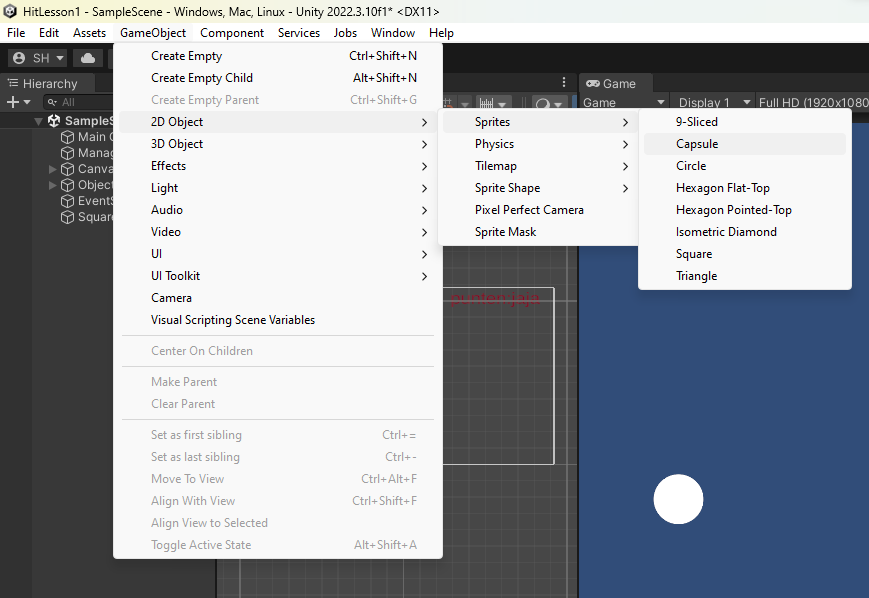 HitLesson1 - SampleScene - Windows, Mac, Linux - Unity 2022.3.10f1* <DX11>
File Edit Assets GameObject Component Services Jobs Window Help
SH
Hierarchy
All
SampleS
Main C
Manag
Canva
Object
EventS
Squar
Create Empty Ctrl+Shift+N
Create Empty Child Alt+Shift+N
Create Empty Parent Ctrl+Shift+G
2D Object
3D Object
Effects
Light
Audio
Video
UI
UI Toolkit
Camera
Visual Scripting Scene Variables
Center On Children
Make Parent
Clear Parent
Set as first sibling Ctrl+=
Set as last sibling Ctrl+-
Move To View Ctrl+Alt+F
Align With View Ctrl+Shift+F
Align View to Selected
Toggle Active State Alt+Shift+A
Sprites
Physics
Tilemap
Sprite Shape
Pixel Perfect Camera
Sprite Mask
Game
Game Display 1 Full HD (1920x1080
9-Sliced
Capsule
Circle
Hexagon Flat-Top
Hexagon Pointed-Top
Isometric Diamond
Square
Triangle
punten jaja